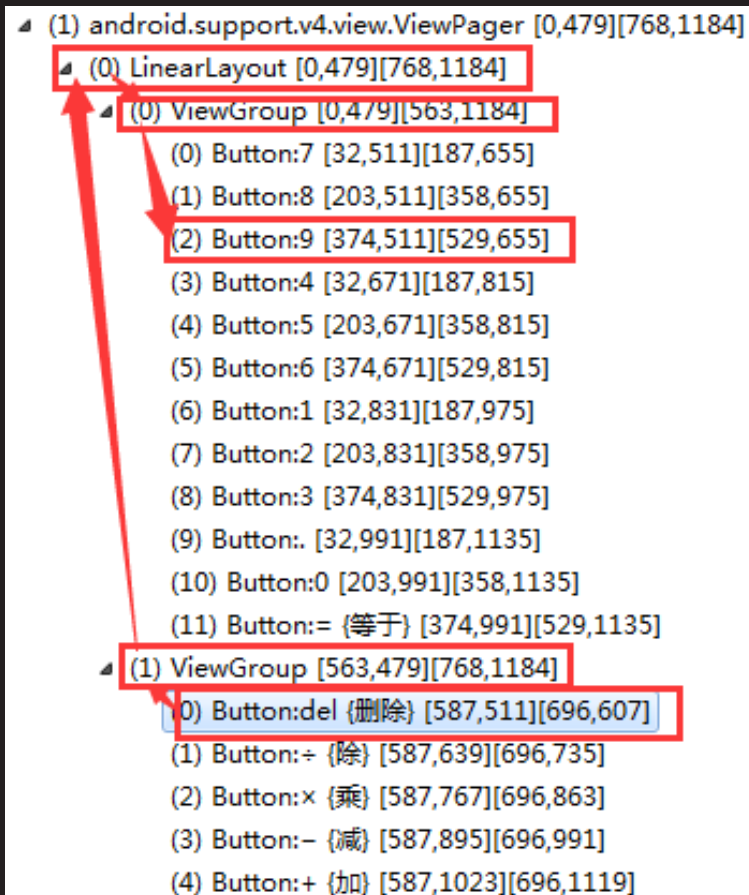 (1) android.support.v4.view.ViewPager [0,479][768,1184]
(0) LinearLayout [0,479][768,1184]
(0) ViewGroup [0,479][563,1184]
(0) Button:7 [32,511][187,655]
(1) Button:8 [203,511][358,655]
(2) Button:9 [374,511][529,655]
(3) Button:4 [32,671][187,815]
(4) Button:5 [203,671][358,815]
(5) Button:6 [374,671][529,815]
(6) Button:1 [32,831][187,975]
(7) Button:2 [203,831][358,975]
(8) Button:3 [374,831][529,975]
(9) Button:. [32,991][187,1135]
(10) Button:0 [203,991][358,1135]
(11) Button:= {等于} [374,991][529,1135]
(1) ViewGroup [563,479][768,1184]
(0) Button:del {删除} [587,511][696,607]
(1) Button:÷ {除} [587,639][696,735]
(2) Button:× {乘} [587,767][696,863]
(3) Button:− {减} [587,895][696,991]
(4) Button:+ {加} [587,1023][696,1119]